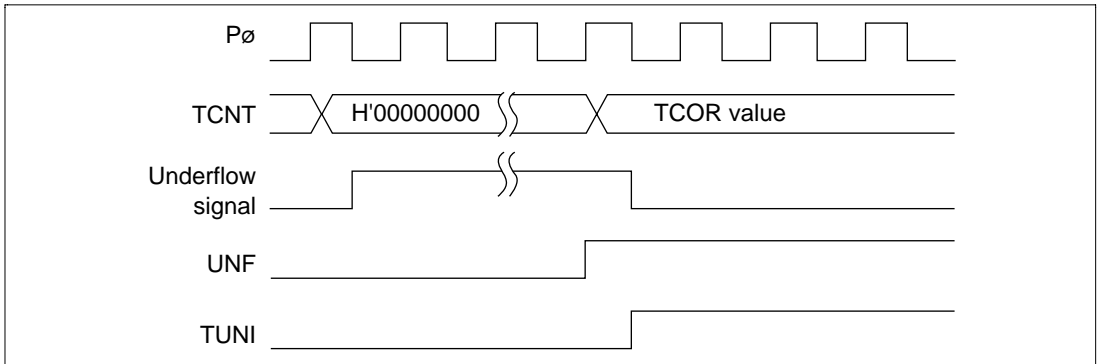 Pø
TCNT
H'00000000
TCOR value
Underflow
signal
UNF
TUNI